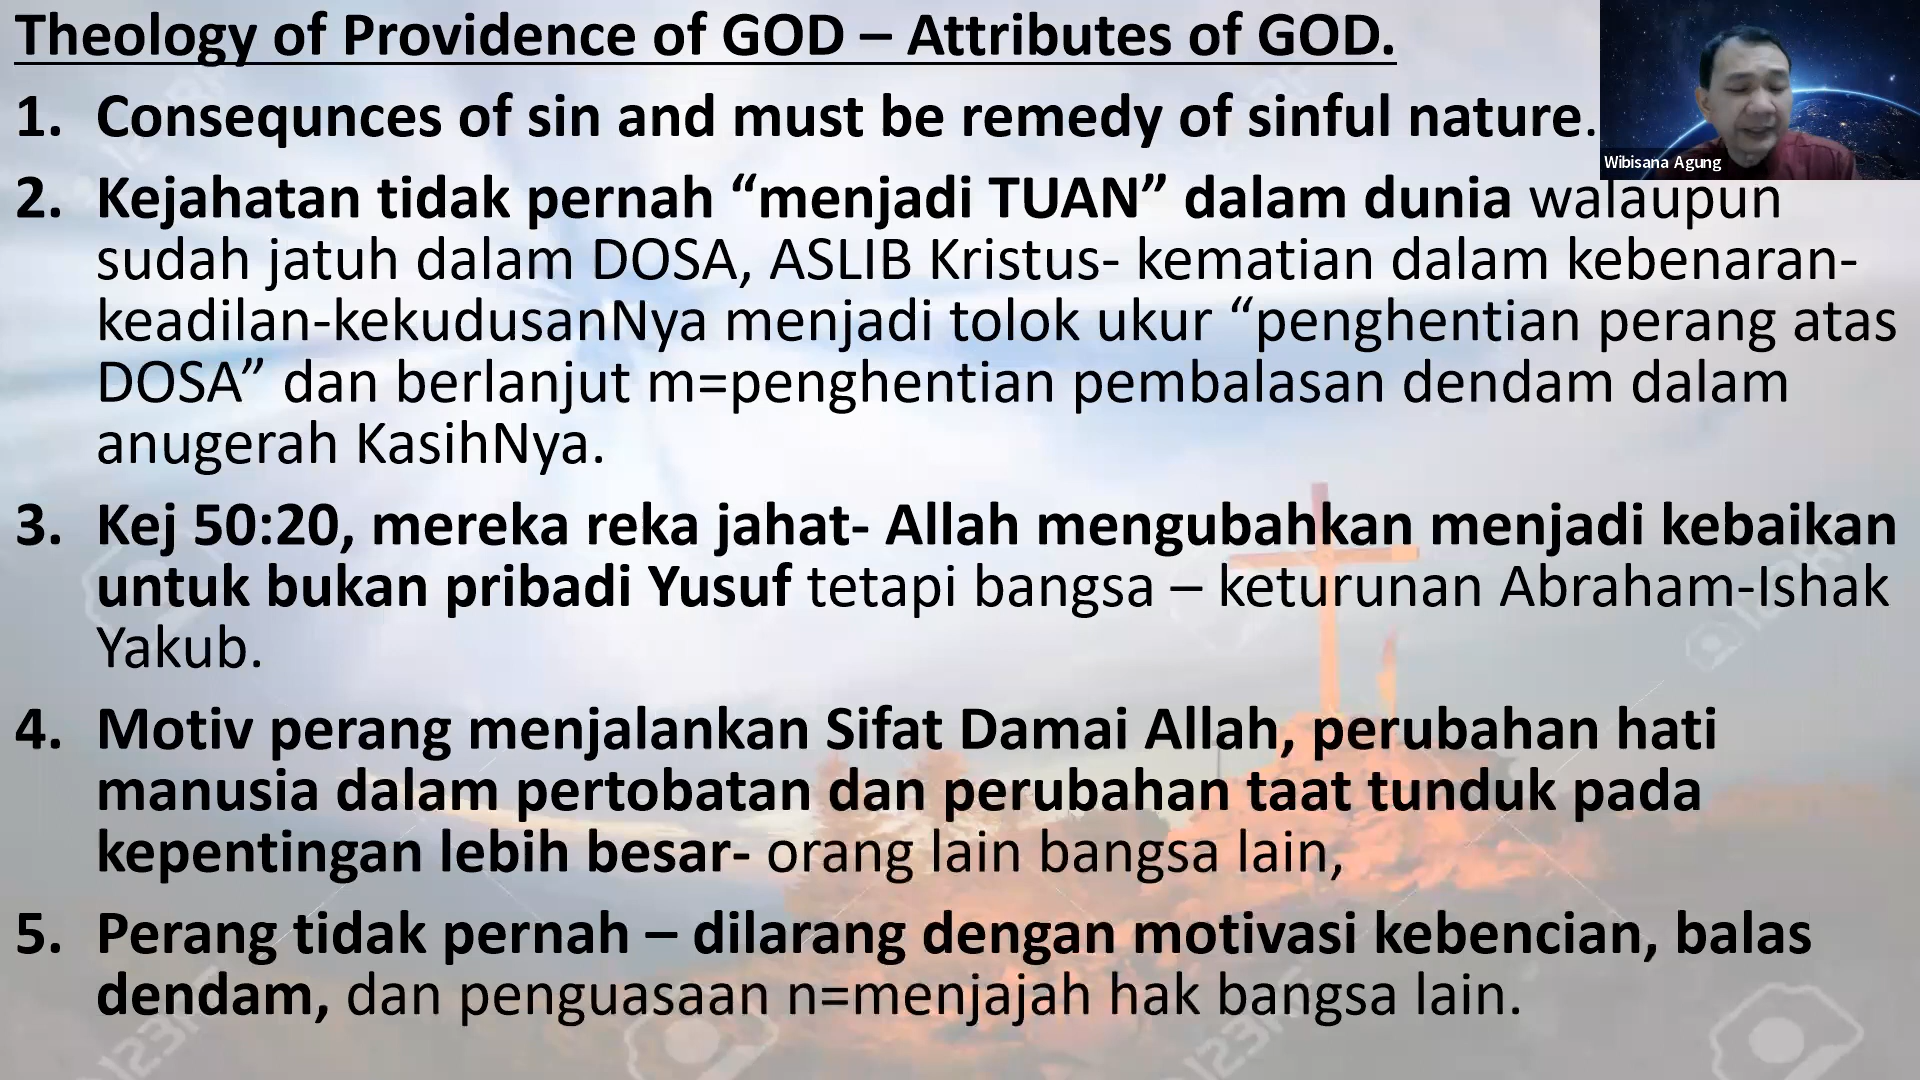 Theology of Providence of GOD – Attributes of GOD.
1. Consequnces of sin and must be remedy of sinful nature.
Wibisana Agung
2. Kejahatan tidak pernah “menjadi TUAN” dalam dunia walaupun
sudah jatuh dalam DOSA, ASLIB Kristus- kematian dalam kebenaran-
keadilan-kekudusanNya menjadi tolok ukur “penghentian perang atas
DOSA” dan berlanjut m=penghentian pembalasan dendam dalam
anugerah KasihNya.
3. Kej 50:20, mereka reka jahat- Allah mengubahkan menjadi kebaikan
untuk bukan pribadi Yusuf tetapi bangsa – keturunan Abraham-Ishak
Yakub.
4. Motiv perang menjalankan Sifat Damai Allah, perubahan hati
manusia dalam pertobatan dan perubahan taat tunduk pada
kepentingan lebih besar- orang lain bangsa lain,
5. Perang tidak pernah – dilarang dengan motivasi kebencian, balas
dendam, dan penguasaan n=menjajah hak bangsa lain.
123RF
123RF